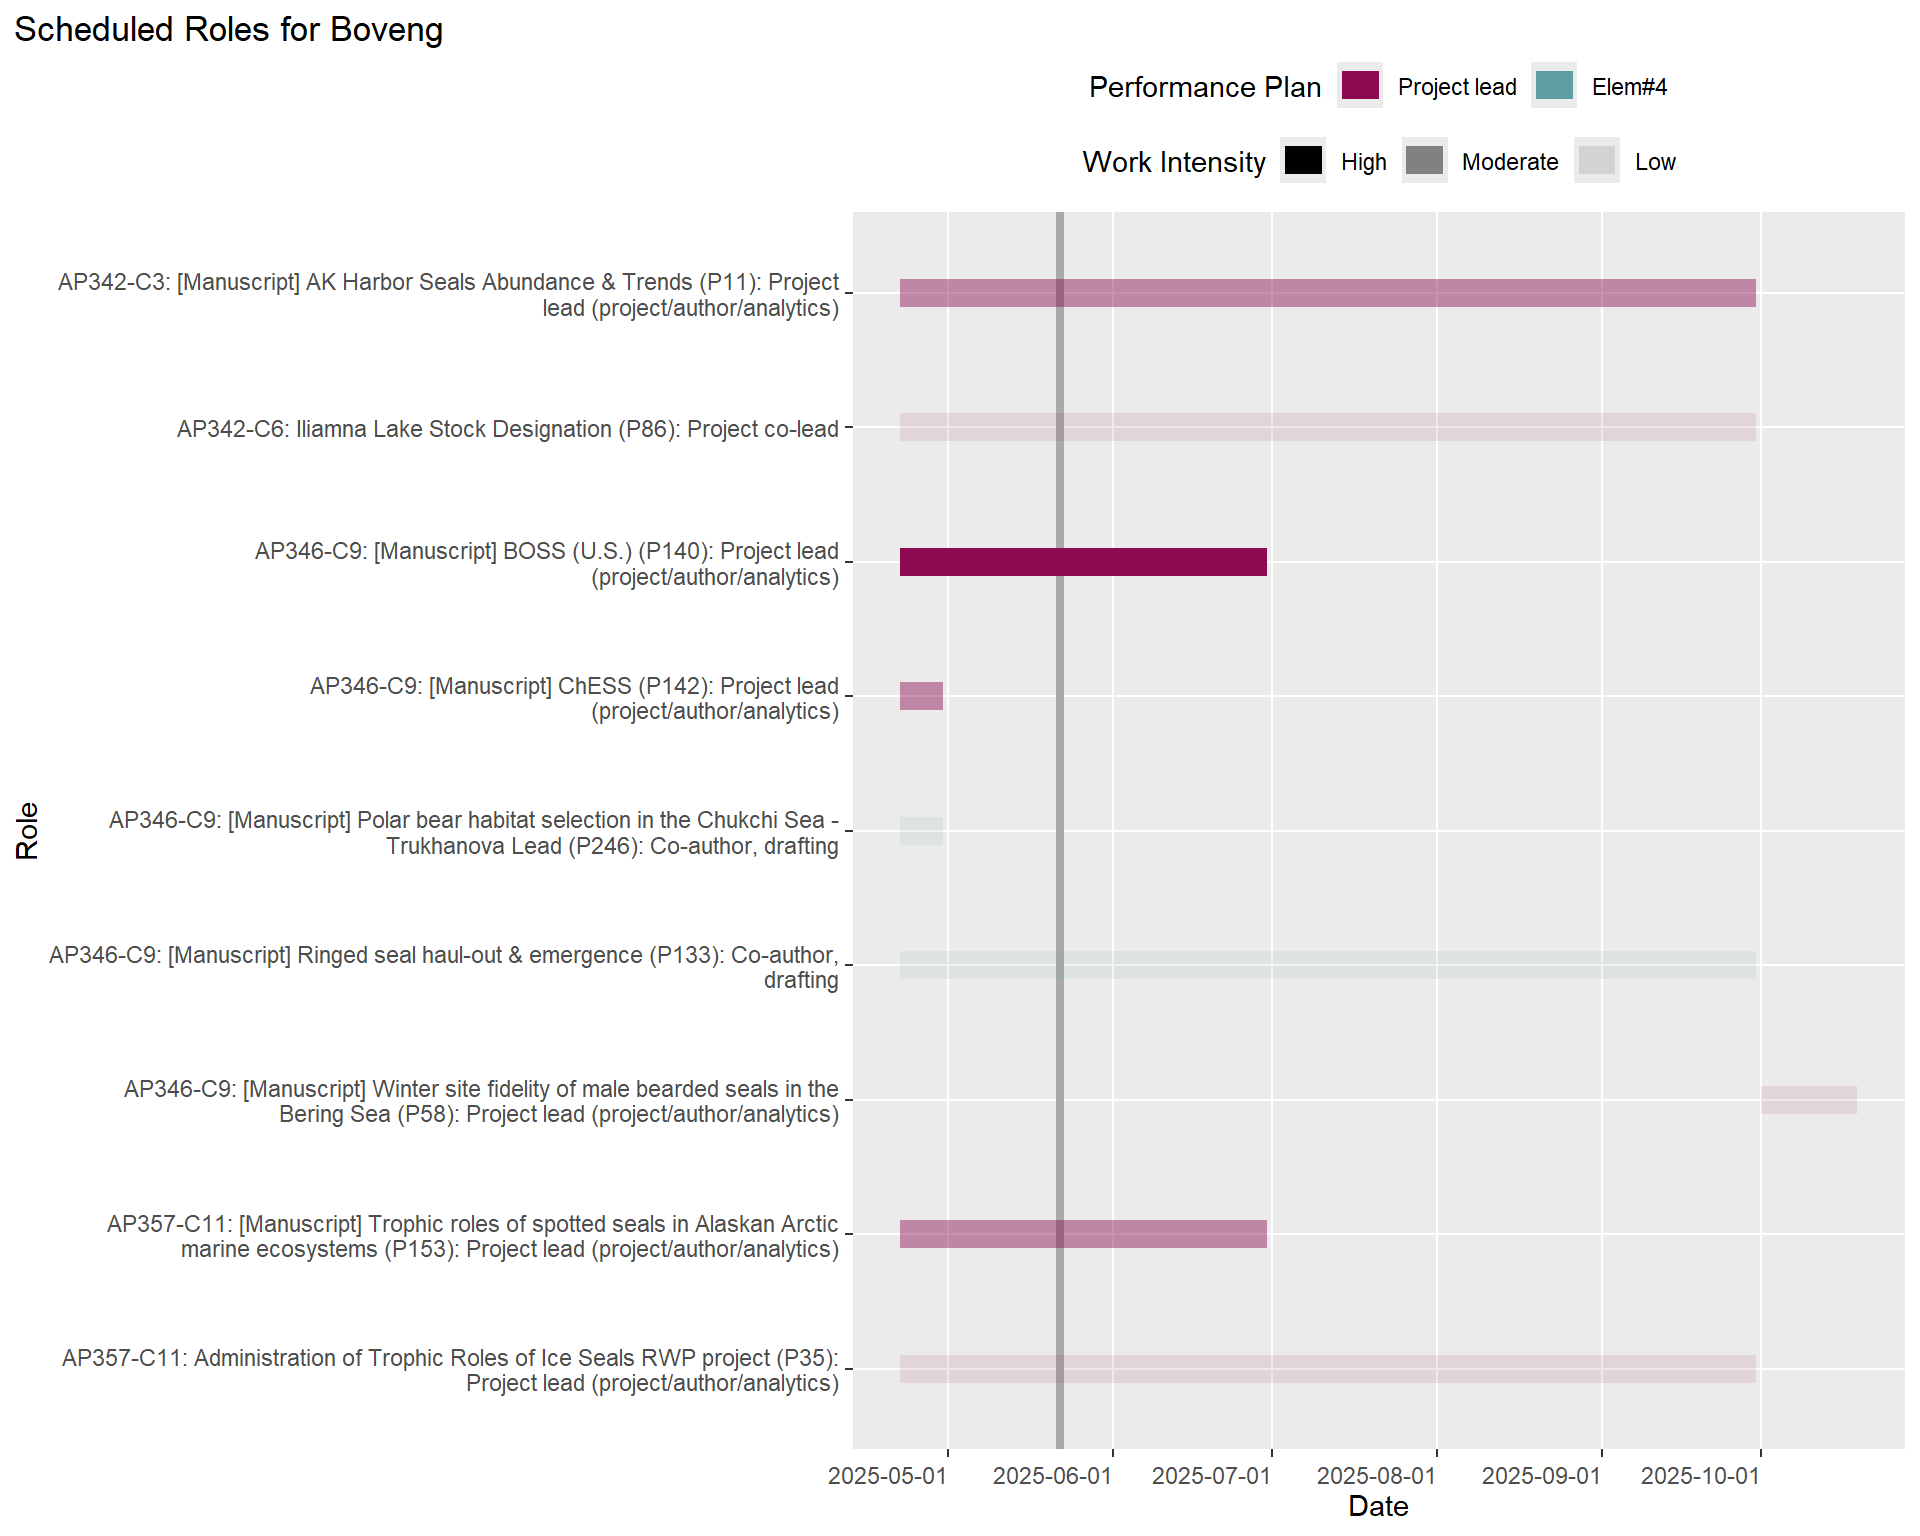 Scheduled Roles for Boveng
Performance Plan Project lead Elem#4
Work Intensity High Moderate Low
AP342-C3: [Manuscript] AK Harbor Seals Abundance & Trends (P11): Project
lead (project/author/analytics)
AP342-C6: Iliamna Lake Stock Designation (P86): Project co-lead
AP346-C9: [Manuscript] BOSS (U.S.) (P140): Project lead
(project/author/analytics)
AP346-C9: [Manuscript] ChESS (P142): Project lead
(project/author/analytics)
AP346-C9: [Manuscript] Polar bear habitat selection in the Chukchi Sea -
Trukhanova Lead (P246): Co-author, drafting
AP346-C9: [Manuscript] Ringed seal haul-out & emergence (P133): Co-author,
drafting
AP346-C9: [Manuscript] Winter site fidelity of male bearded seals in the
Bering Sea (P58): Project lead (project/author/analytics)
AP357-C11: [Manuscript] Trophic roles of spotted seals in Alaskan Arctic
marine ecosystems (P153): Project lead (project/author/analytics)
AP357-C11: Administration of Trophic Roles of Ice Seals RWP project (P35):
Project lead (project/author/analytics)
Role
2025-05-01 2025-06-01 2025-07-01 2025-08-01 2025-09-01 2025-10-01
Date